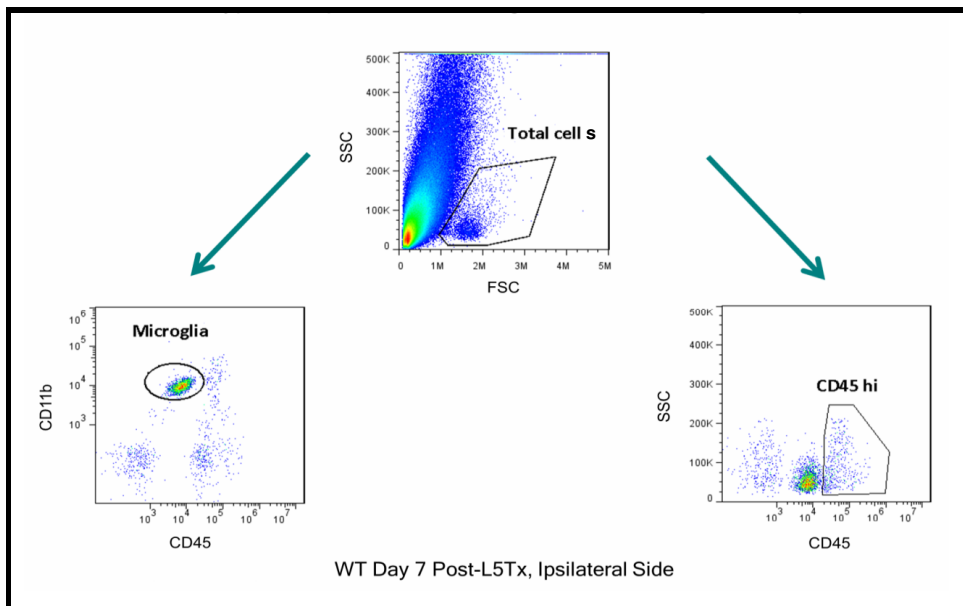 500K
400K
300K
200K
100K
0
SSC
Total cell s
0 1M 2M 3M 4M 5M
FSC
10^6
10^5
10^4
10^3
CD11b
Microglia
10^3 10^4 10^5 10^6 10^7
CD45
500K
400K
300K
200K
100K
0
SSC
CD45 hi
10^3 10^4 10^5 10^6 10^7
CD45
WT Day 7 Post-L5Tx, Ipsilateral Side